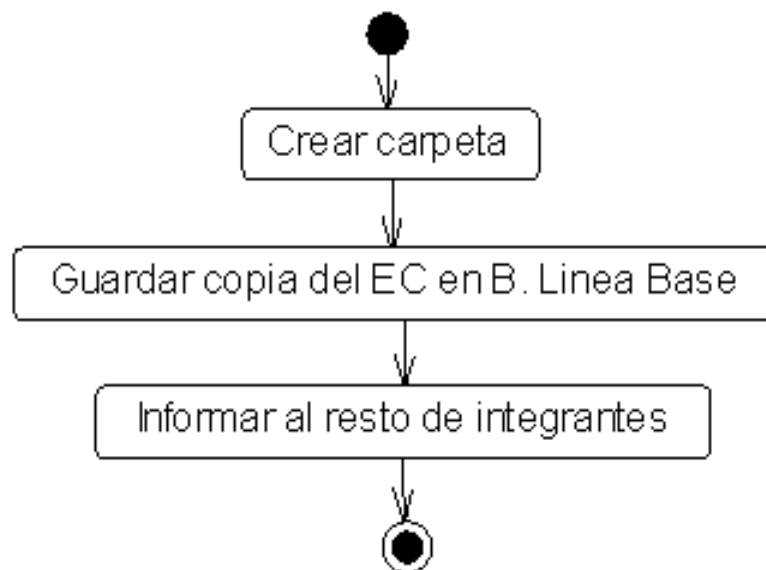 Crear carpeta
Guardar copia del EC en B. Linea Base
Informar al resto de integrantes